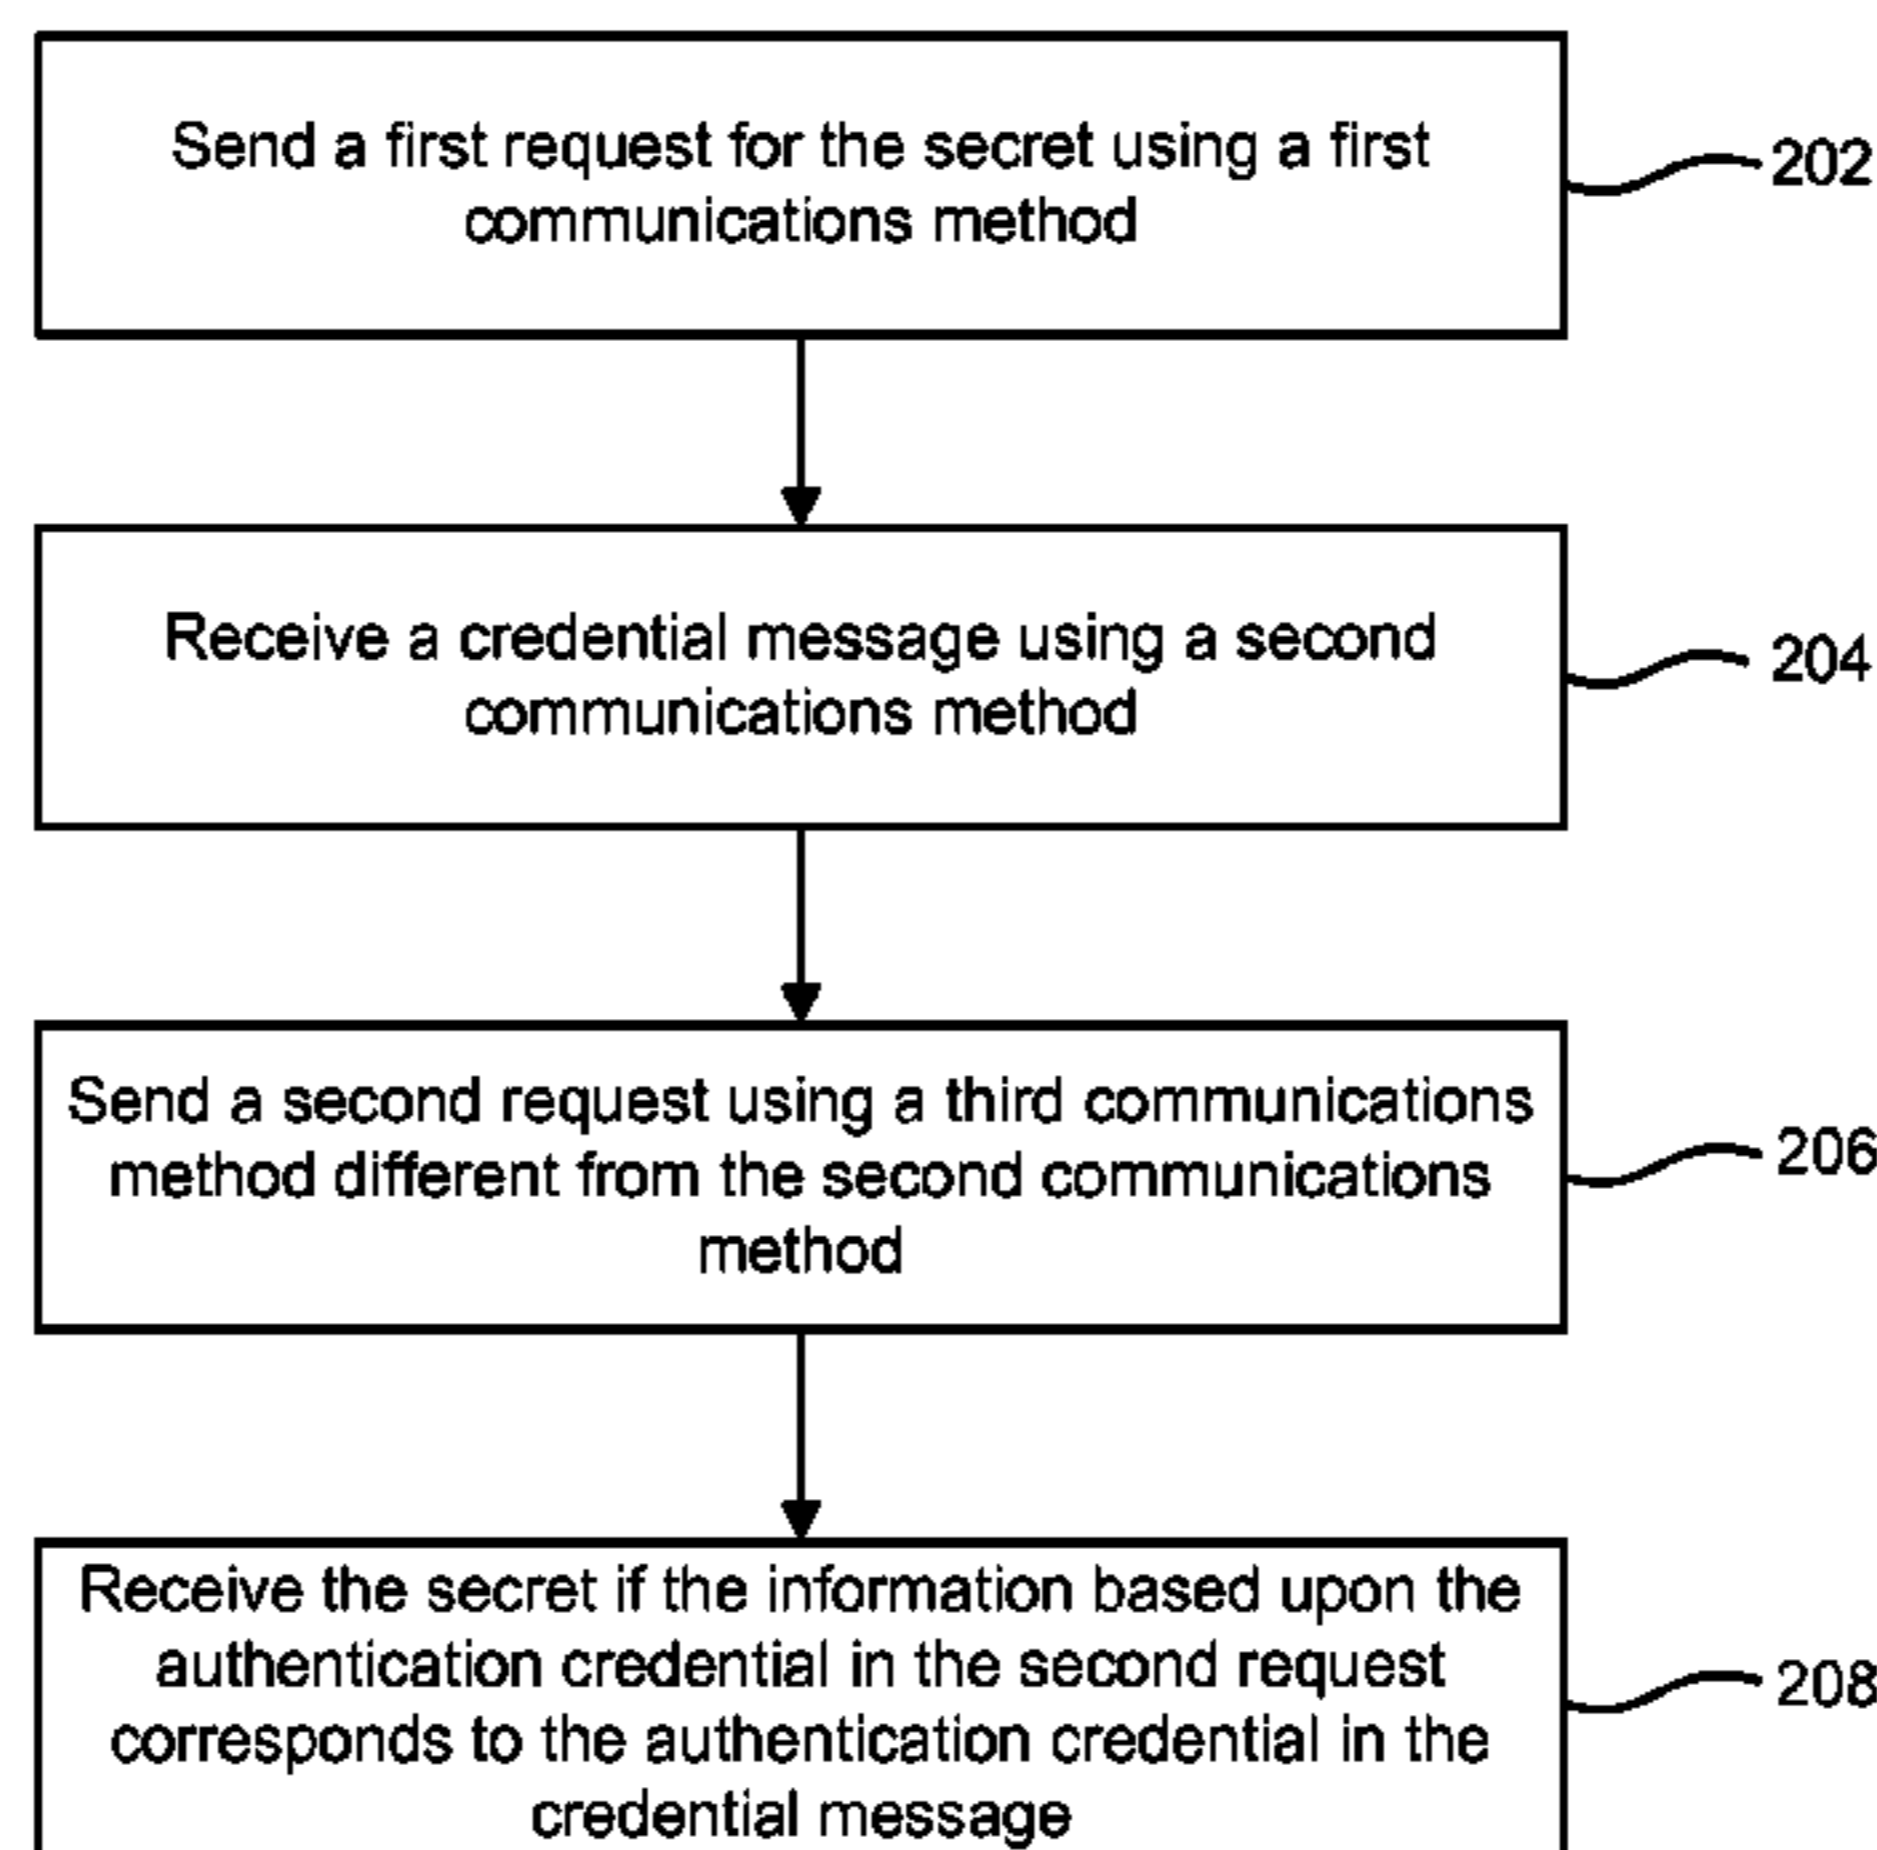 Send a first request for the secret using a first
communications method
202
Receive a credential message using a second
communications method
204
Send a second request using a third communications
method different from the second communications
method
206
Receive the secret if the information based upon the
authentication credential in the second request
corresponds to the authentication credential in the
credential message
208